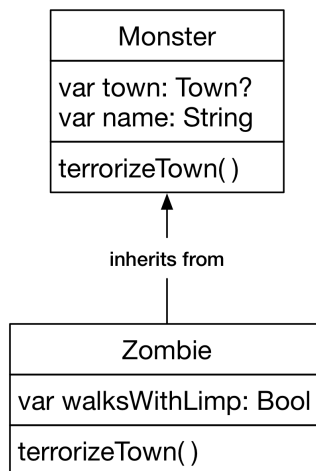 Monster
var town: Town?
var name: String
terrorizeTown( )
inherits from
Zombie
var walksWithLimp: Bool
terrorizeTown( )